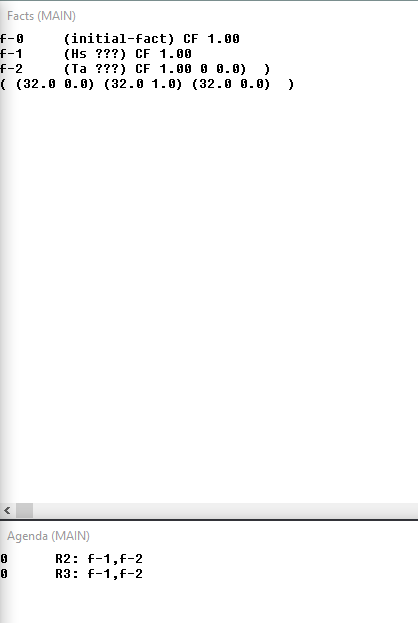 Facts (MAIN)
f-0 (initial-fact) CF 1.00
f-1 (Hs ???) CF 1.00
f-2 (Ta ???) CF 1.00 0 0.0) )
( (32.0 0.0) (32.0 1.0) (32.0 0.0) )
Agenda (MAIN)
0 R2: f-1,f-2
0 R3: f-1,f-2